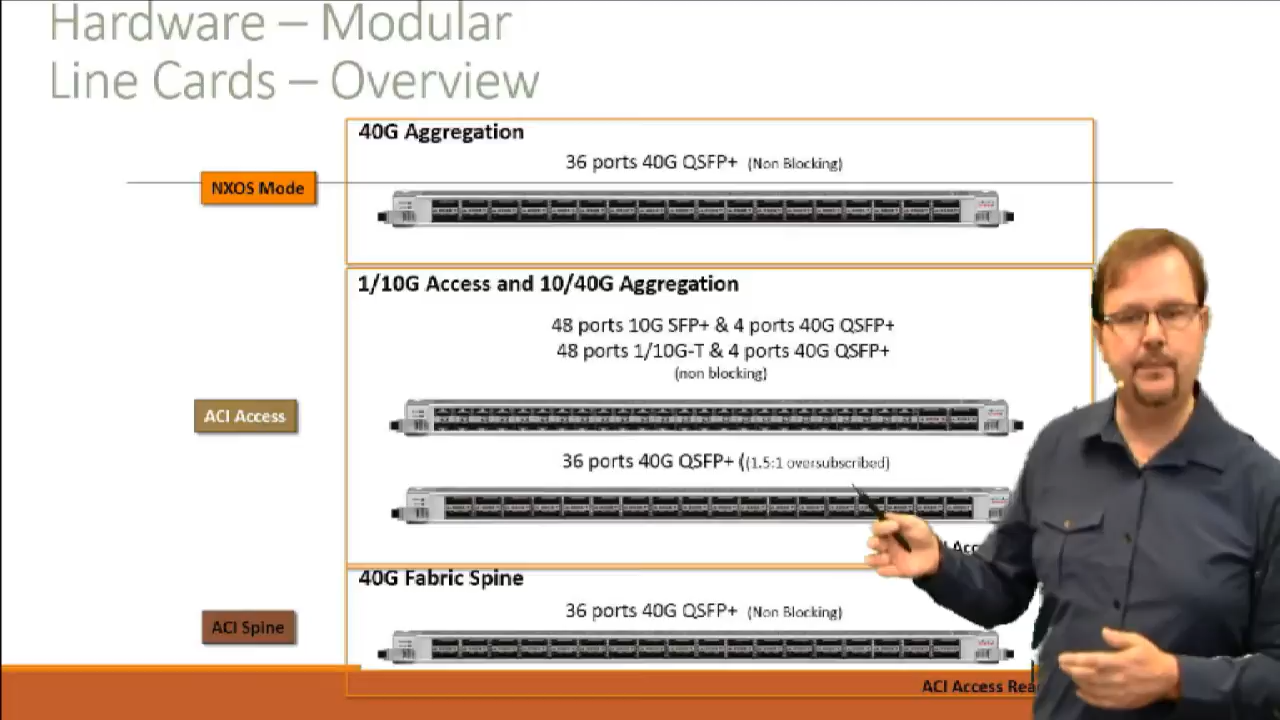 Hardware – Modular
Line Cards – Overview
40G Aggregation
36 ports 40G QSFP+ (Non Blocking)
NXOS Mode
1/10G Access and 10/40G Aggregation
48 ports 10G SFP+ & 4 ports 40G QSFP+
48 ports 1/10G-T & 4 ports 40G QSFP+
(non blocking)
ACI Access
36 ports 40G QSFP+ ((1.5:1 oversubscribed)
40G Fabric Spine
36 ports 40G QSFP+ (Non Blocking)
ACI Spine
ACI Access